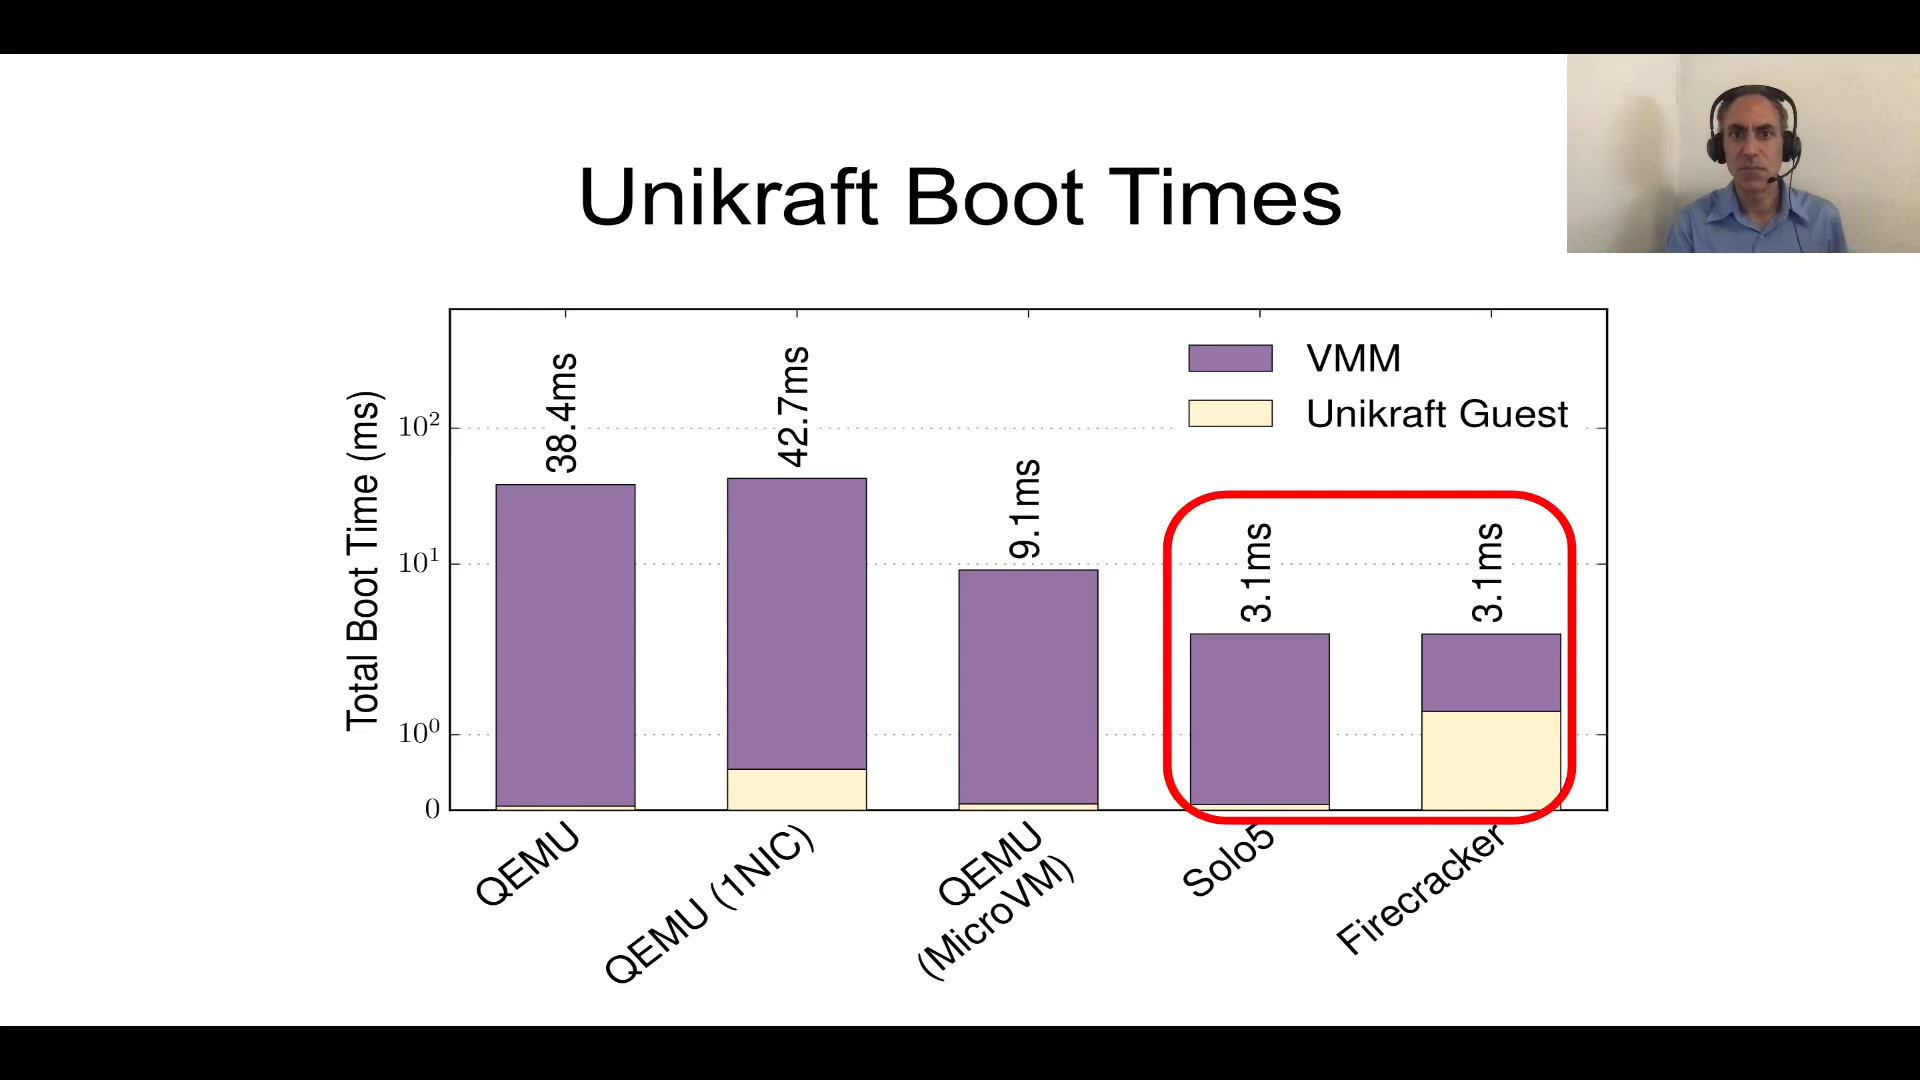 Unikraft Boot Times
Total Boot Time (ms)
10²
10¹
10⁰
0
38.4ms
42.7ms
9.1ms
3.1ms
3.1ms
VMM
Unikraft Guest
QEMU
QEMU (1NIC)
QEMU
(MicroVM)
Solo5
Firecracker